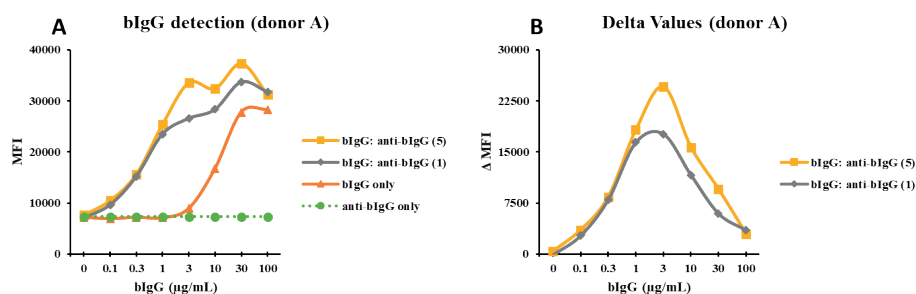 A
bIgG detection (donor A)
40000
30000
20000
10000
0
MFI
0 0.1 0.3 1 3 10 30 100
bIgG (µg/mL)
bIgG: anti-bIgG (5)
bIgG: anti-bIgG (1)
bIgG only
anti-bIgG only
B
Delta Values (donor A)
30000
22500
15000
7500
0
Δ MFI
0 0.1 0.3 1 3 10 30 100
bIgG (µg/mL)
bIgG: anti-bIgG (5)
bIgG: anti-bIgG (1)